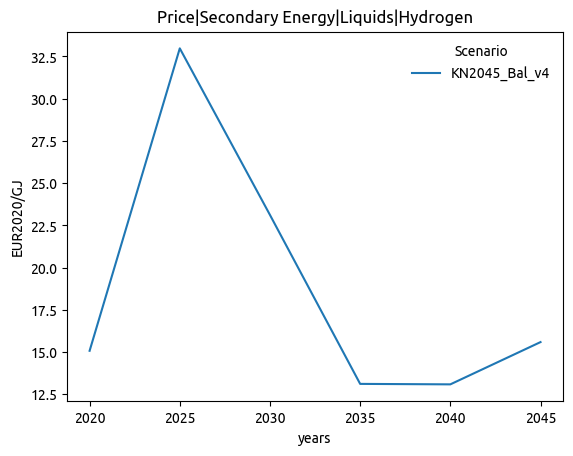 Price|Secondary Energy|Liquids|Hydrogen
Scenario
KN2045_Bal_v4
EUR2020/GJ
32.5
30.0
27.5
25.0
22.5
20.0
17.5
15.0
12.5
2020 2025 2030 2035 2040 2045
years